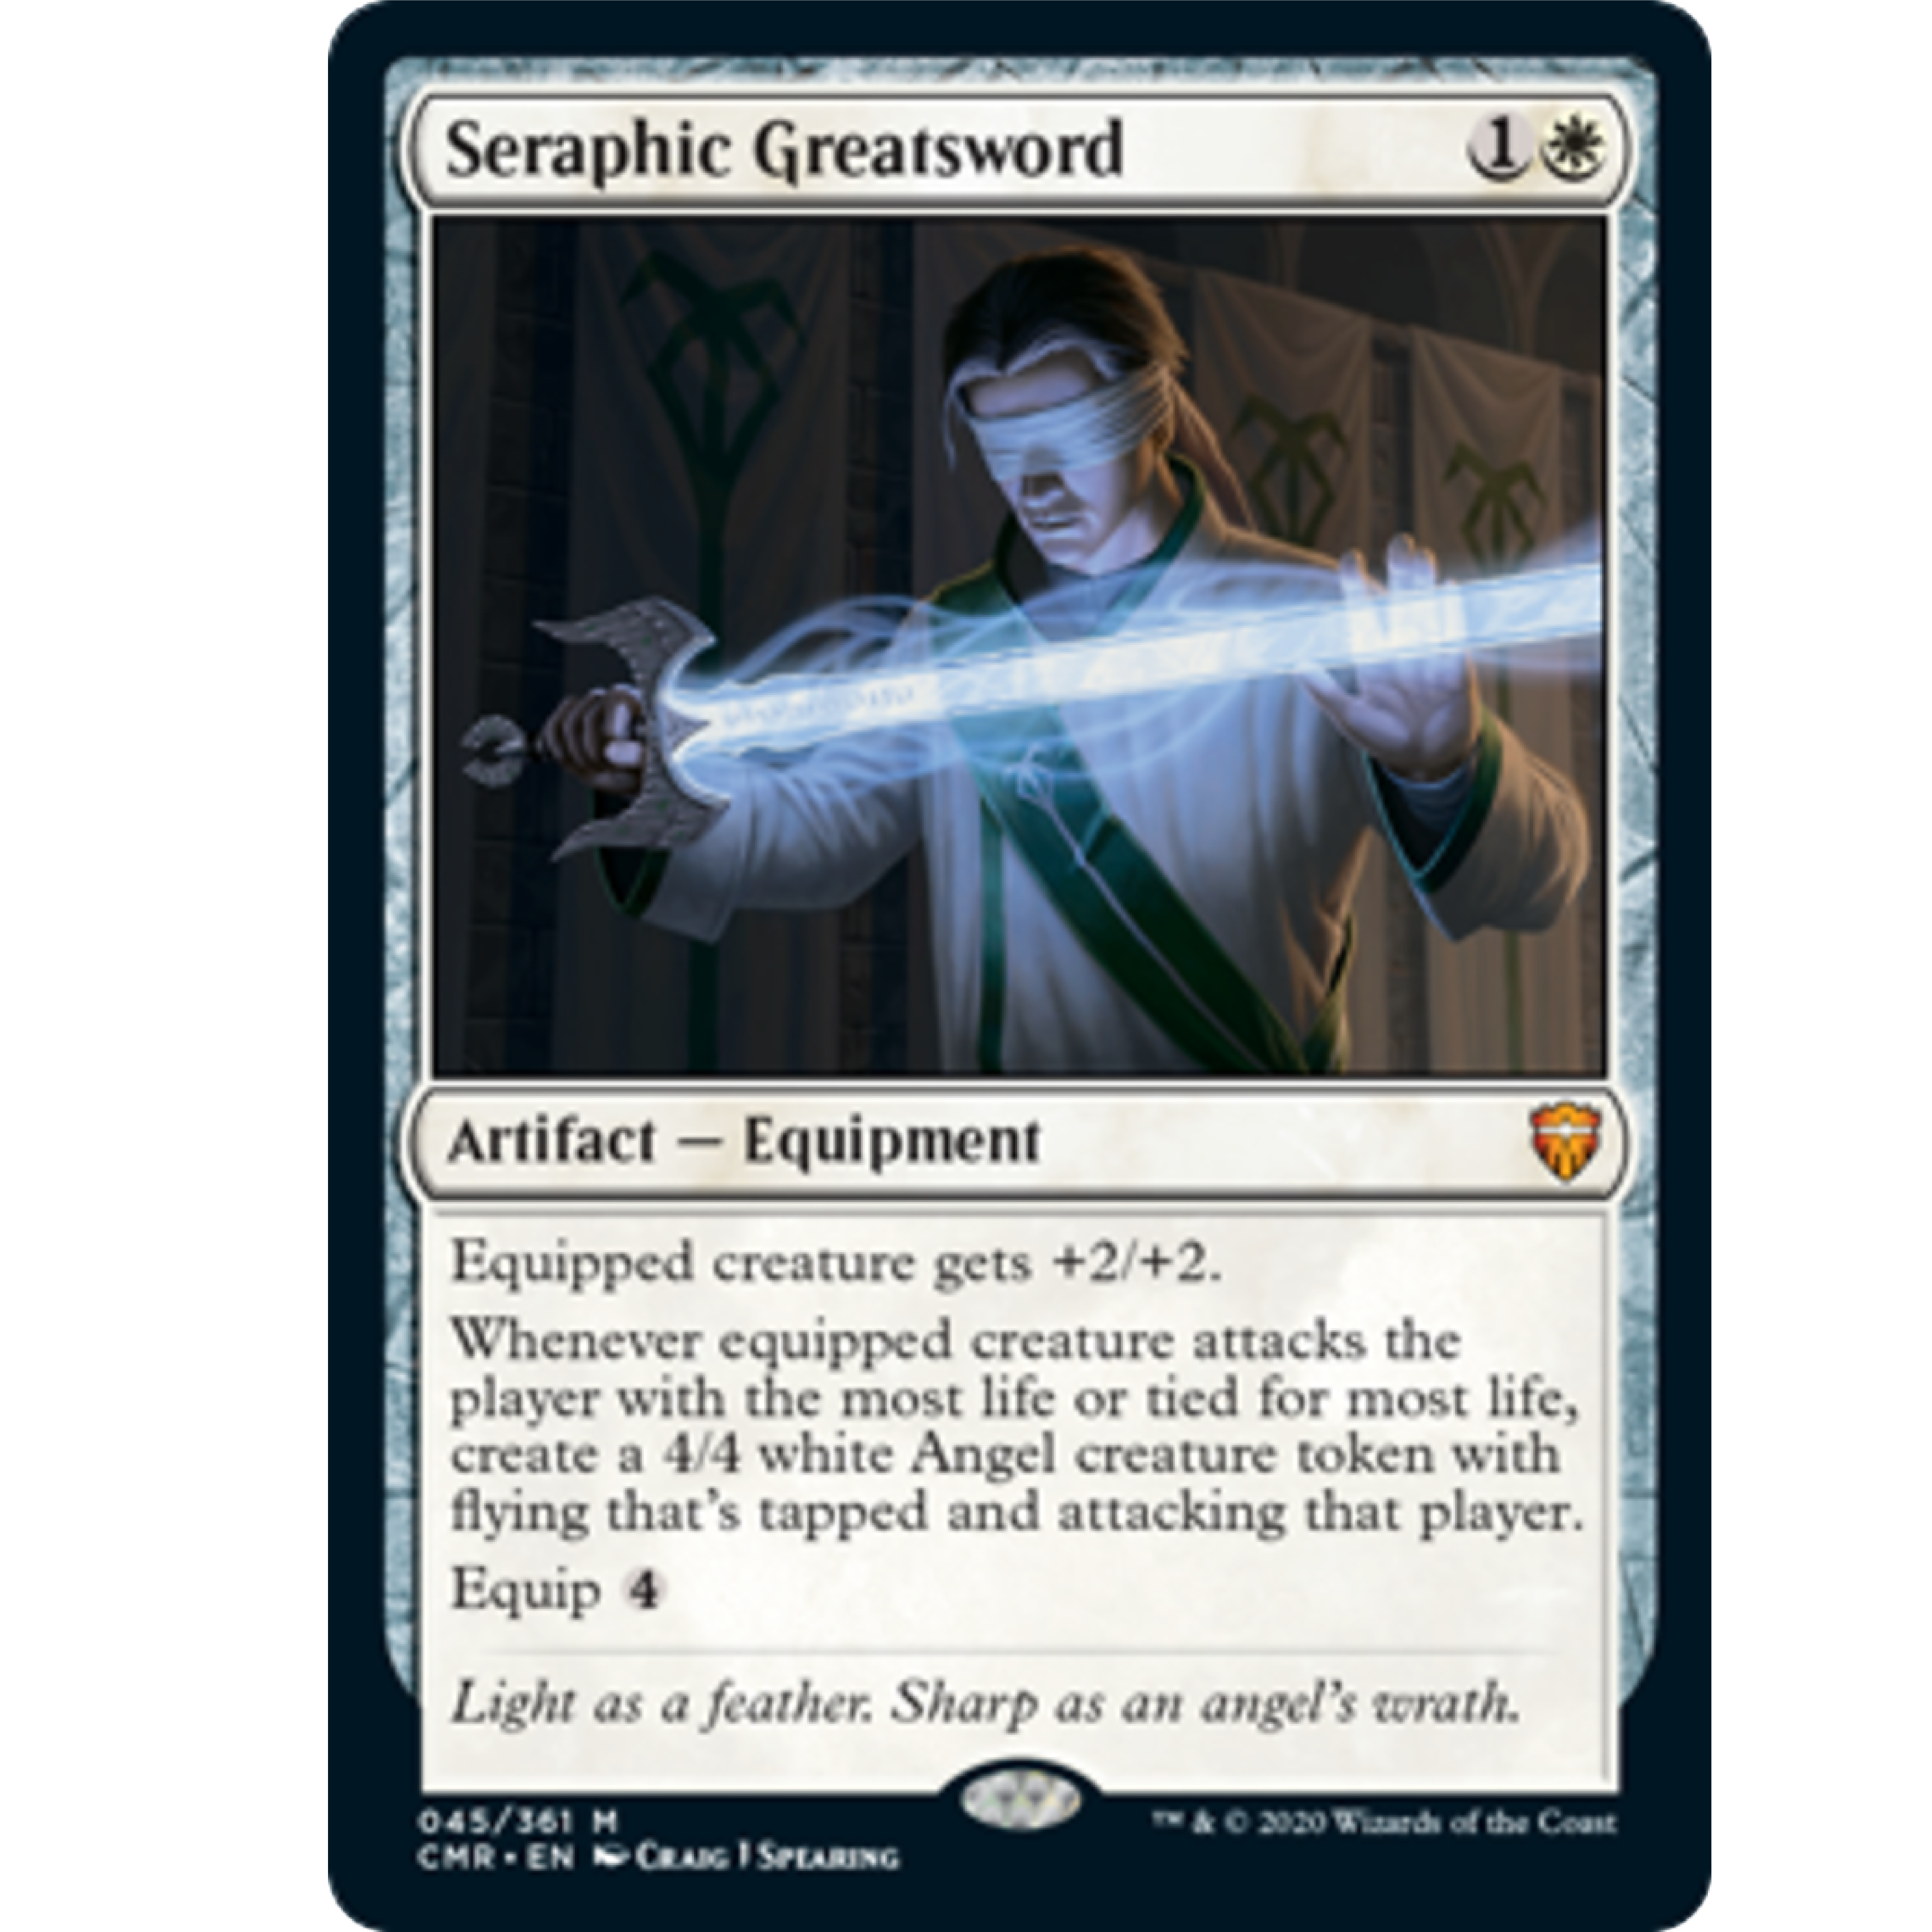 Seraphic Greatsword 1
Artifact — Equipment
Equipped creature gets +2/+2.
Whenever equipped creature attacks the
player with the most life or tied for most life,
create a 4/4 white Angel creature token with
flying that's tapped and attacking that player.
Equip 4
Light as a feather. Sharp as an angel's wrath.
045/361 M
™ & © 2020 Wizards of the Coast
CMR • EN Craig J Spearing